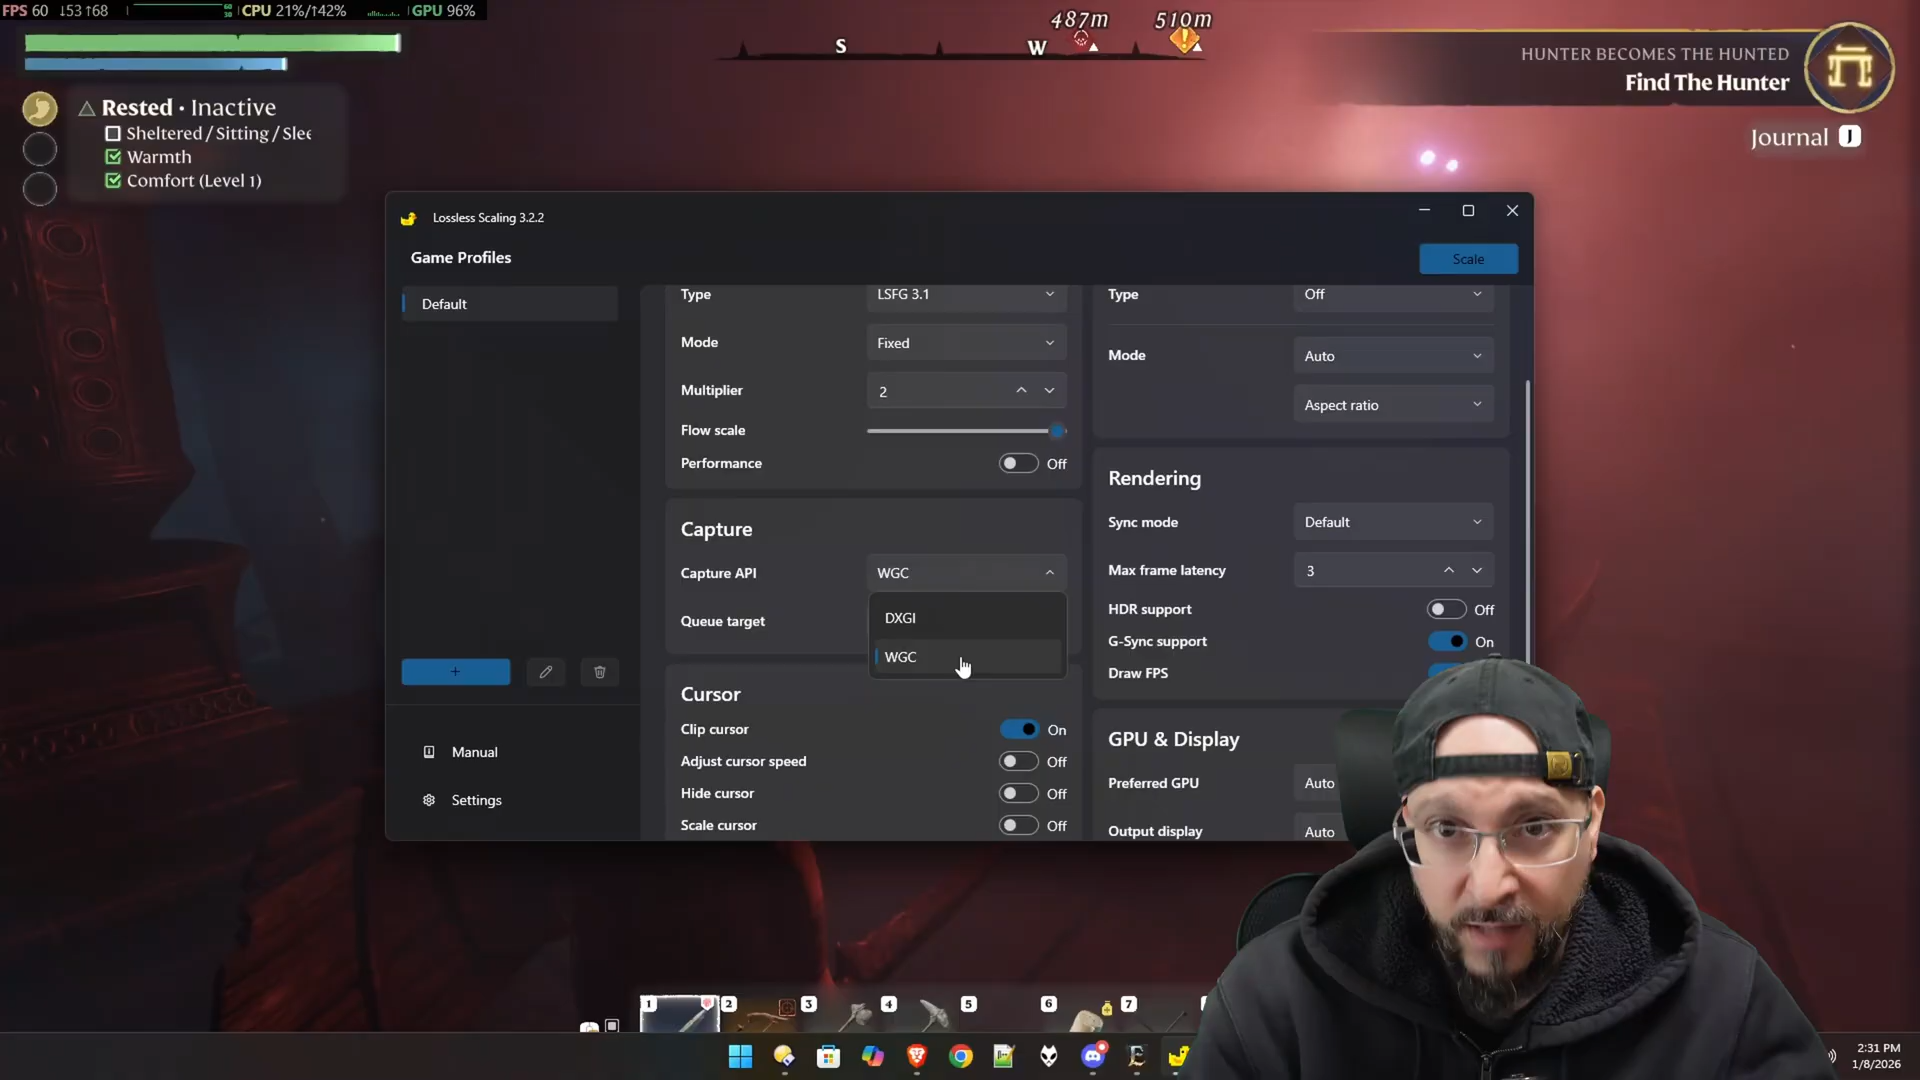 FPS 60 ↓53 ↑68 60 30 CPU 21%/↑42% GPU 96%
487m 510m
S W
HUNTER BECOMES THE HUNTED
Find The Hunter
Journal J
Rested • Inactive
Sheltered / Sitting / Slee
Warmth
Comfort (Level 1)
Lossless Scaling 3.2.2
Game Profiles
Scale
Default
Manual
Settings
Type LSFG 3.1
Mode Fixed
Multiplier 2
Flow scale
Performance Off
Capture
Capture API WGC
DXGI
Queue target
WGC
Cursor
Clip cursor On
Adjust cursor speed Off
Hide cursor Off
Scale cursor Off
Type Off
Mode Auto
Aspect ratio
Rendering
Sync mode Default
Max frame latency 3
HDR support Off
G-Sync support On
Draw FPS
GPU & Display
Preferred GPU Auto
Output display Auto
1 2 3 4 5 6 7
2:31 PM
1/8/2026